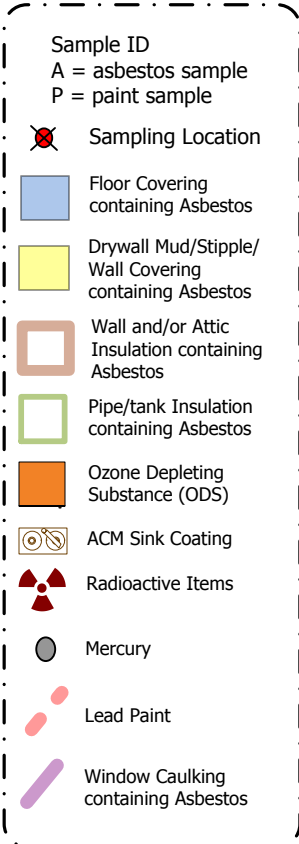 Sample ID
A = asbestos sample
P = paint sample
Sampling Location
Floor Covering
containing Asbestos
Drywall Mud/Stipple/
Wall Covering
containing Asbestos
Wall and/or Attic
Insulation containing
Asbestos
Pipe/tank Insulation
containing Asbestos
Ozone Depleting
Substance (ODS)
ACM Sink Coating
Radioactive Items
Mercury
Lead Paint
Window Caulking
containing Asbestos